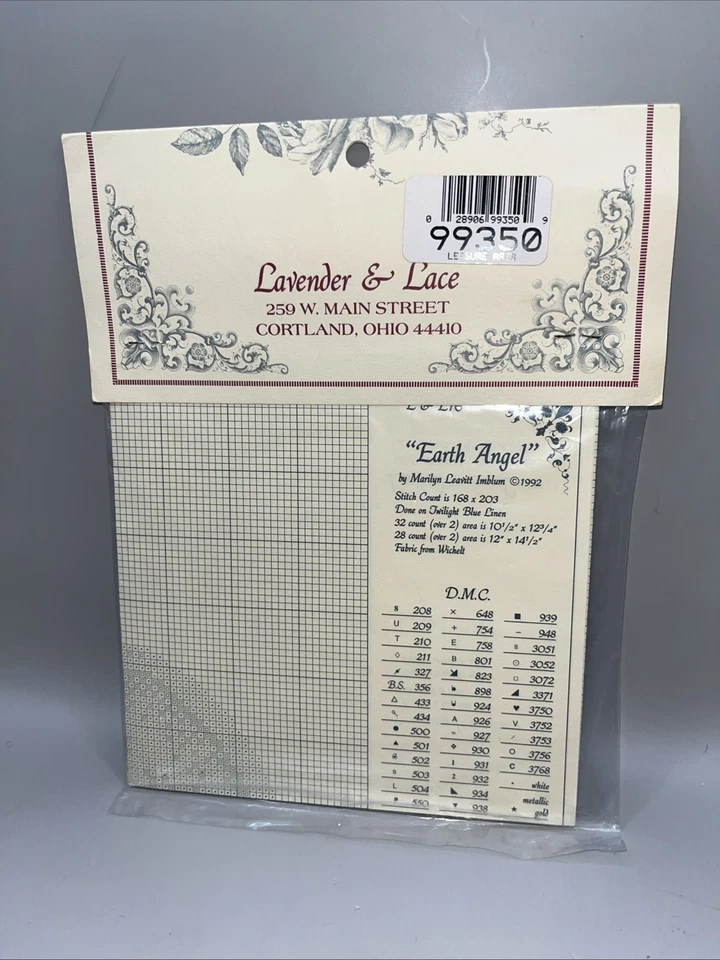 0 28906 99350 9
99350
LEISURE ARTS
Lavender & Lace
259 W. MAIN STREET
CORTLAND, OHIO 44410
"Earth Angel"
by Marilyn Leavitt Imblum ©1992
Stitch Count is 168 x 203
Done on Twilight Blue Linen
32 count (over 2) area is 10½" x 12¾"
28 count (over 2) area is 12" x 14½"
Fabric from Wichelt
D.M.C.
8 208
U 209
T 210
◇ 211
327
B.S. 356
△ 433
434
● 500
▲ 501
@ 502
s 503
L 504
550
× 648
+ 754
E 758
B 801
823
898
924
A 926
= 927
❖ 930
I 931
2 932
◣ 934
♥ 938
■ 939
– 948
3051
⊙ 3052
□ 3072
◢ 3371
♥ 3750
V 3752
⁄ 3753
O 3756
C 3768
· white
metallic
★ gold